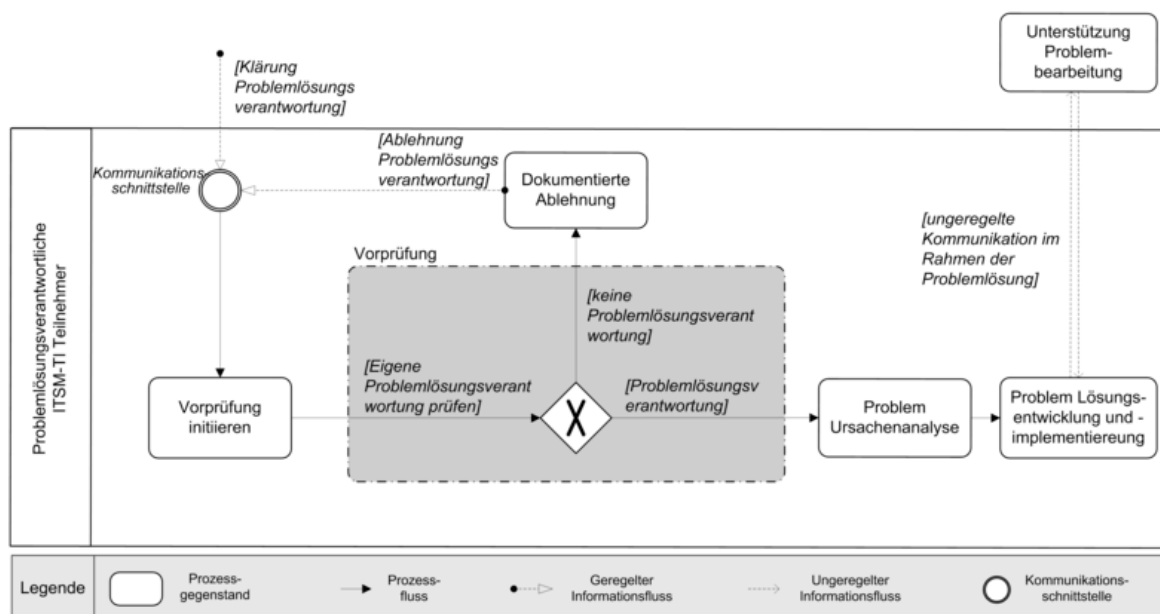 Unterstützung
Problem-
bearbeitung
[Klärung
Problemlösungs
verantwortung]
[Ablehnung
Problemlösungs
verantwortung]
Kommunikations
schnittstelle
Dokumentierte
Ablehnung
[ungeregelte
Kommunikation im
Rahmen der
Problemlösung]
Problemlösungsverantwortliche
ITSM-TI Teilnehmer
Vorprüfung
[keine
Problemlösungsverant
wortung]
[Eigene
Problemlösungsverant
wortung prüfen]
[Problemlösungsv
erantwortung]
Vorprüfung
initiieren
X
Problem
Ursachenanalyse
Problem Lösungs-
entwicklung und -
implementiereung
Legende
Prozess-
gegenstand
Prozess-
fluss
Geregelter
Informationsfluss
Ungeregelter
Informationsfluss
Kommunikations-
schnittstelle